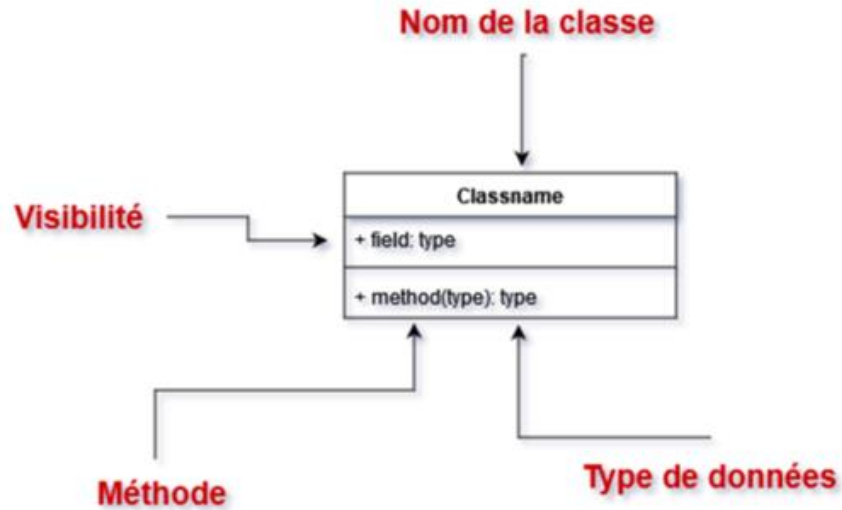 Nom de la classe
Classname
Visibilité
+ field: type
+ method(type): type
Méthode
Type de données